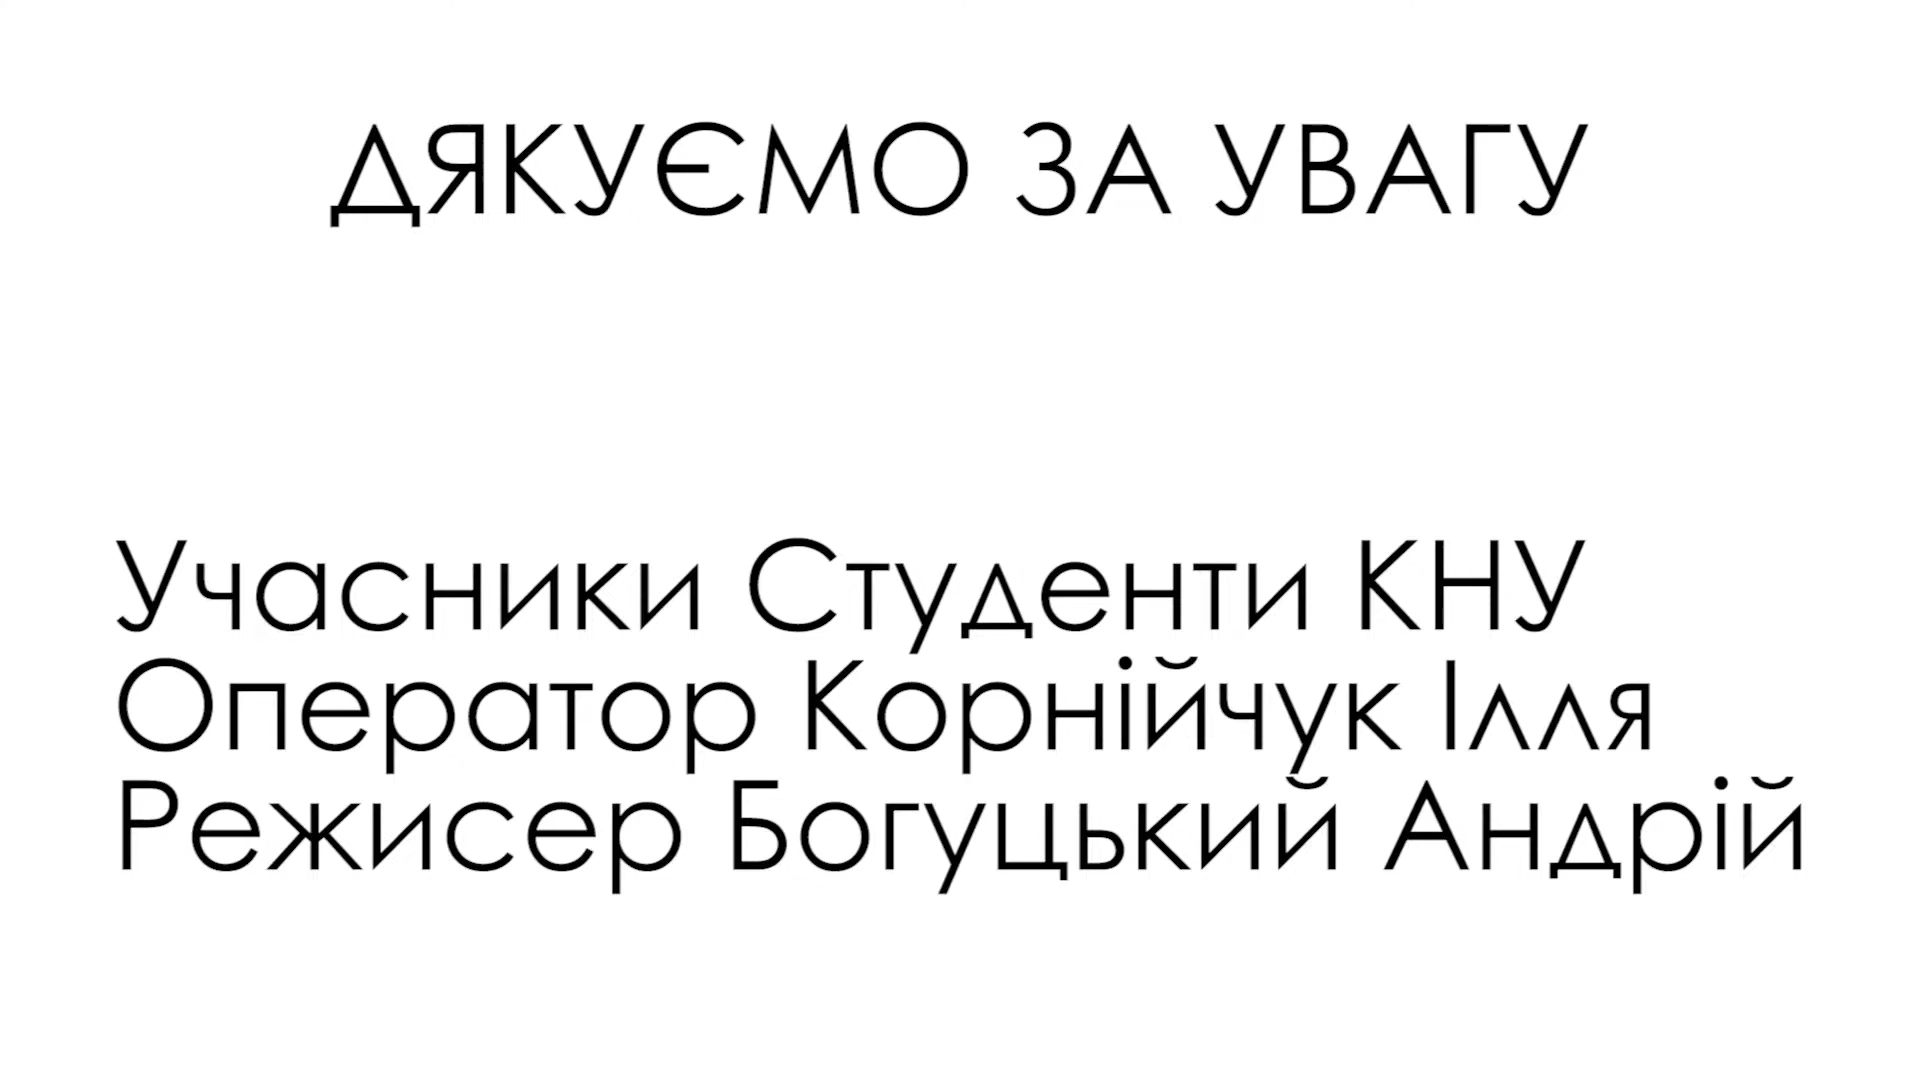 ДЯКУЄМО ЗА УВАГУ
Учасники Студенти КНУ
Оператор Корнійчук Ілля
Режисер Богуцький Андрій